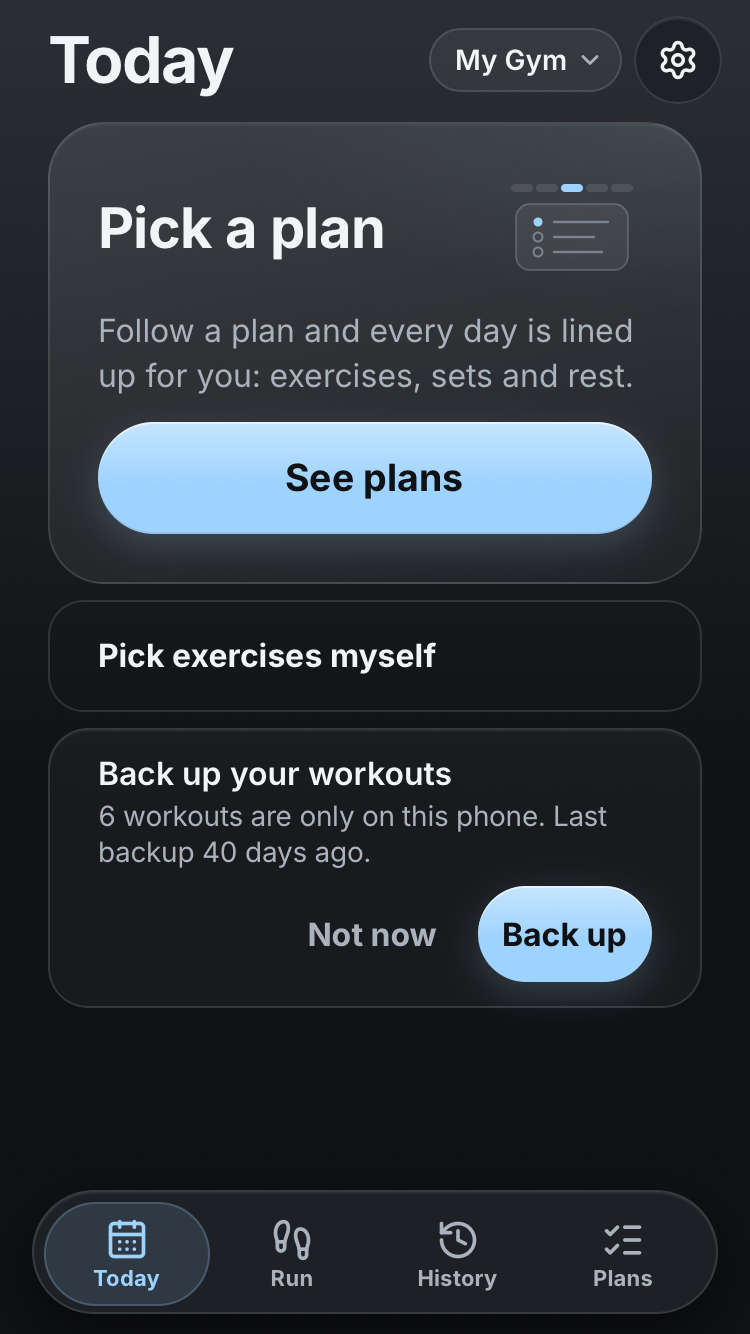 Today
My Gym
Pick a plan
Follow a plan and every day is lined
up for you: exercises, sets and rest.
See plans
Pick exercises myself
Back up your workouts
6 workouts are only on this phone. Last
backup 40 days ago.
Not now
Back up
Today
Run
History
Plans